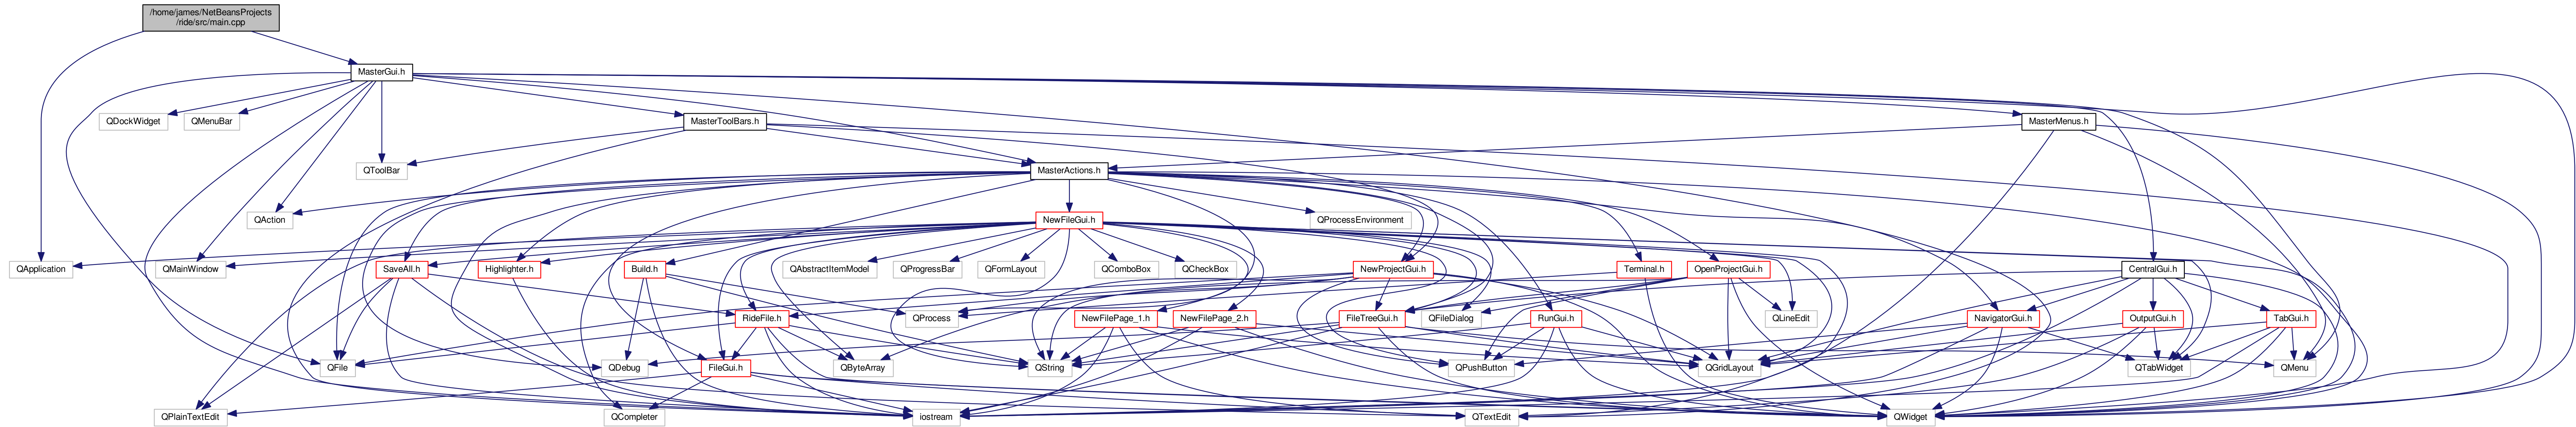 /home/james/NetBeansProjects
/ride/src/main.cpp
MasterGui.h
QDockWidget
QMenuBar
MasterToolBars.h
MasterMenus.h
QToolBar
MasterActions.h
QAction
NewFileGui.h
QProcessEnvironment
QApplication
QMainWindow
SaveAll.h
Highlighter.h
Build.h
QAbstractItemModel
QProgressBar
QFormLayout
QComboBox
QCheckBox
NewProjectGui.h
Terminal.h
OpenProjectGui.h
CentralGui.h
RideFile.h
QProcess
NewFilePage_1.h
NewFilePage_2.h
FileTreeGui.h
QFileDialog
RunGui.h
QLineEdit
NavigatorGui.h
OutputGui.h
TabGui.h
QFile
QDebug
FileGui.h
QByteArray
QString
QPushButton
QGridLayout
QTabWidget
QMenu
QPlainTextEdit
QCompleter
iostream
QTextEdit
QWidget